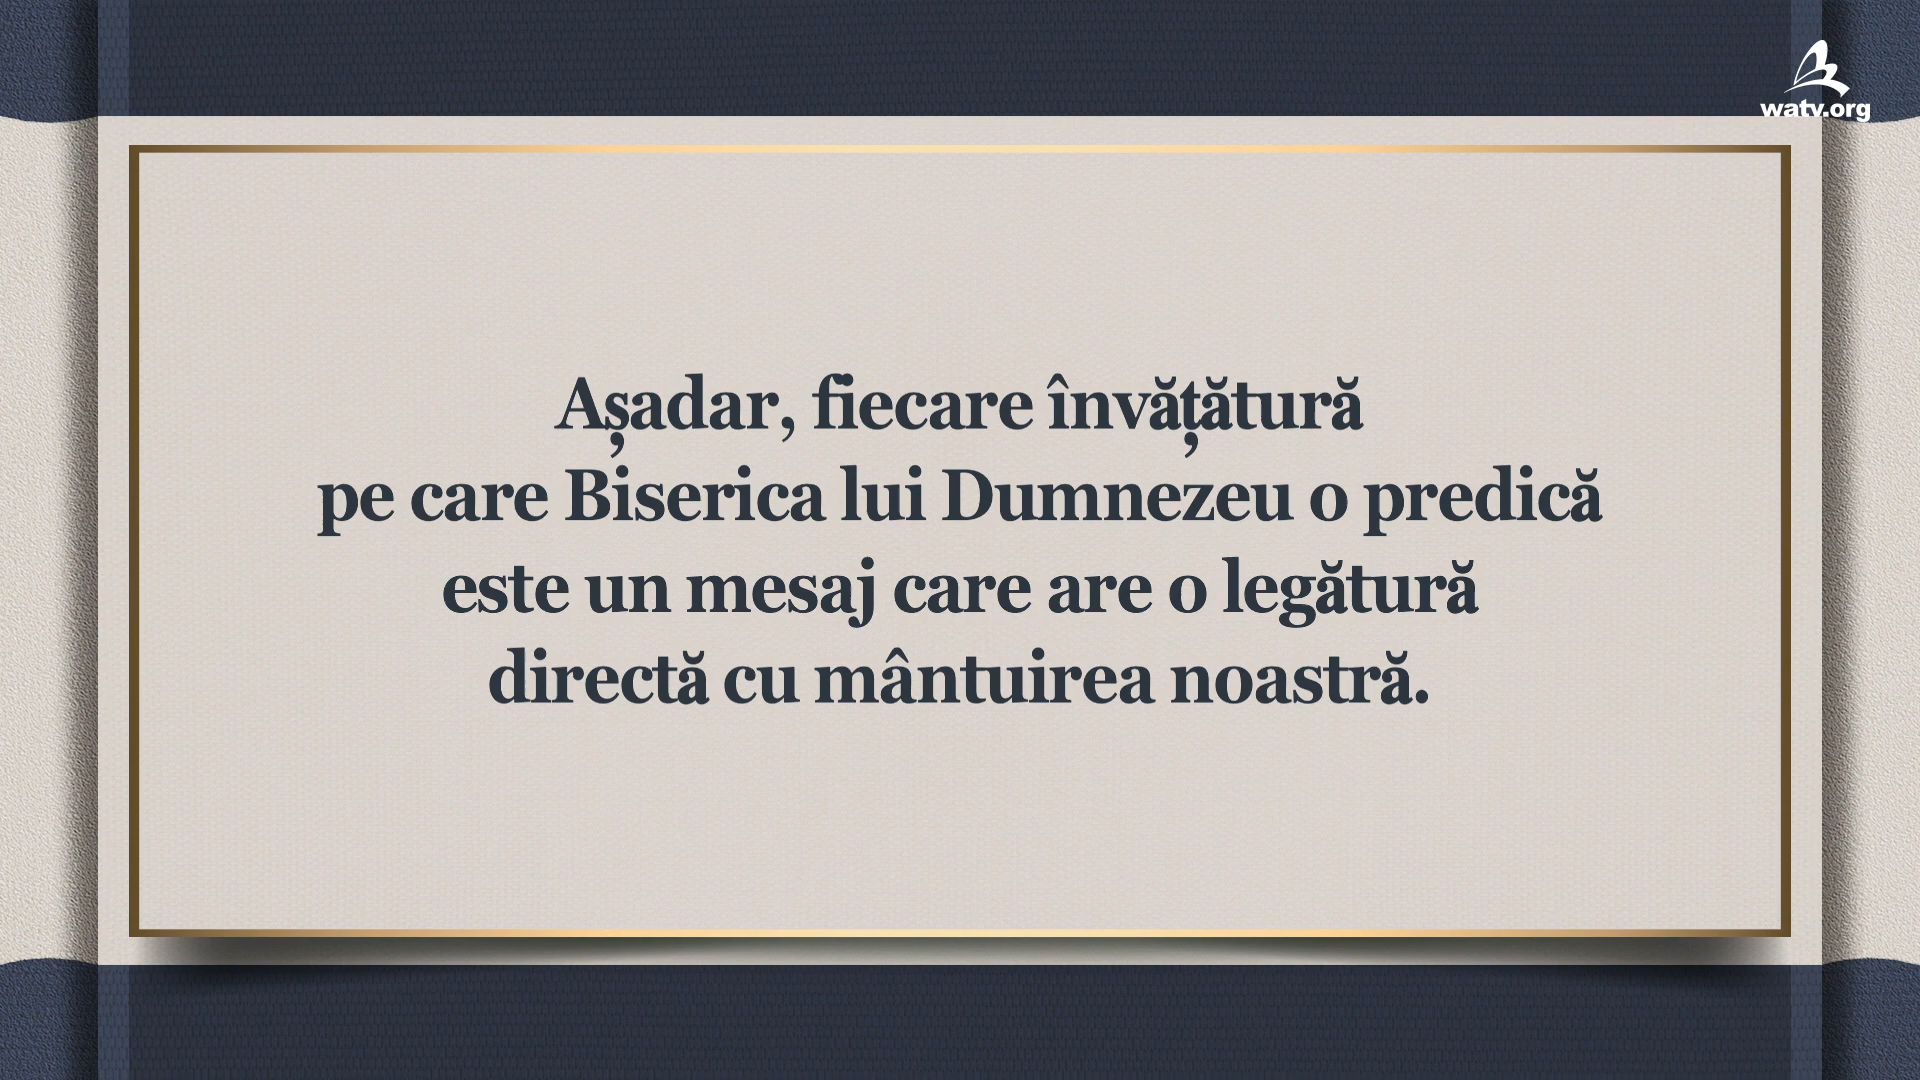 watv.org
Așadar, fiecare învățătură
pe care Biserica lui Dumnezeu o predică
este un mesaj care are o legătură
directă cu mântuirea noastră.